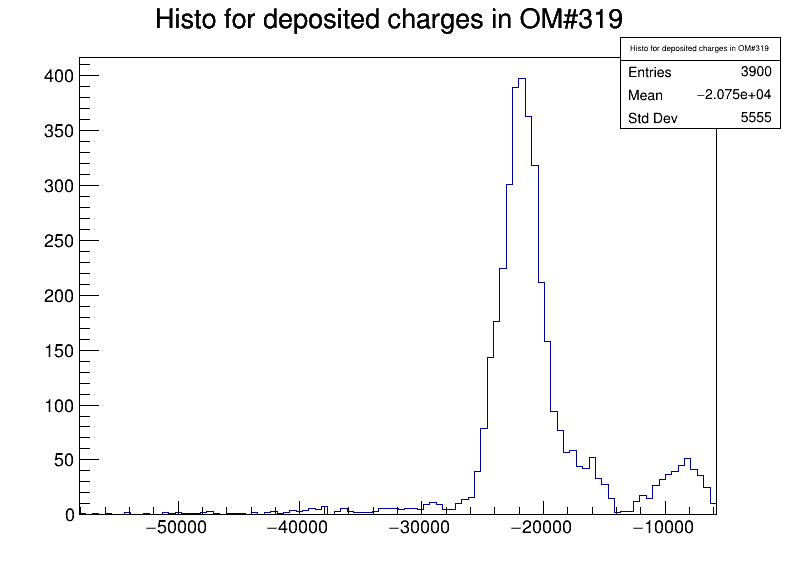 Histo for deposited charges in OM#319
Histo for deposited charges in OM#319
Entries 3900
Mean −2.075e+04
Std Dev 5555
400
350
300
250
200
150
100
50
0
−50000 −40000 −30000 −20000 −10000